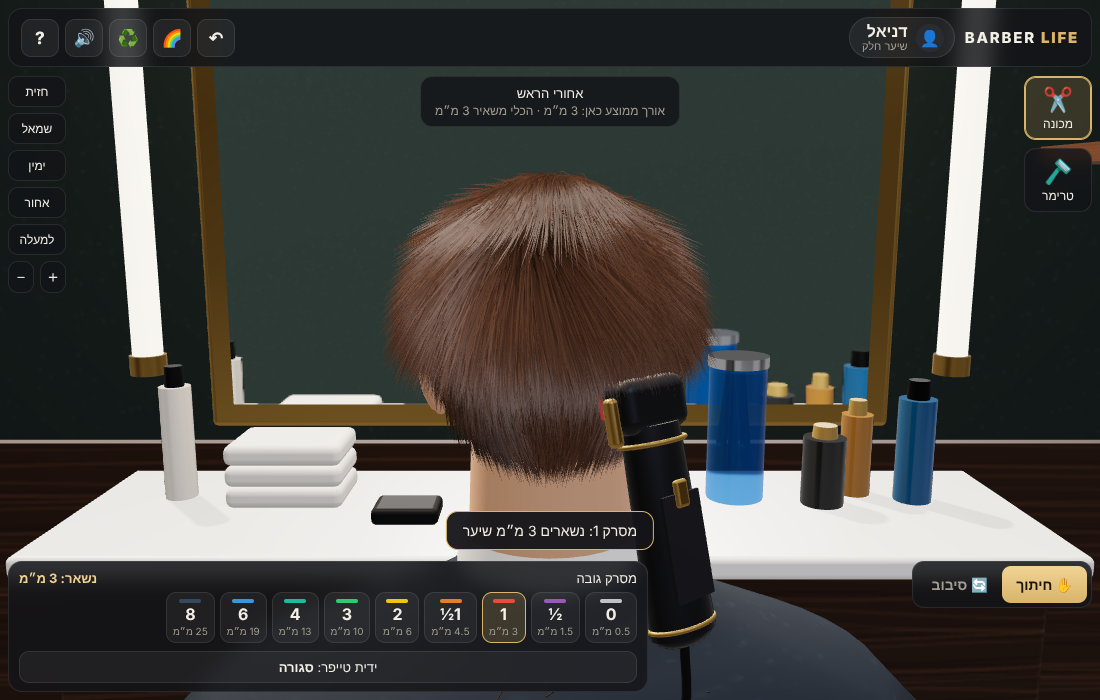 BARBER LIFE
דניאל
שיער חלק
?
חזית
שמאל
ימין
אחור
למעלה
− +
אחורי הראש
אורך ממוצע כאן: 3 מ״מ · הכלי משאיר 3 מ״מ
מכונה
טרימר
מסרק 1: נשארים 3 מ״מ שיער
מסרק גובה
נשאר: 3 מ״מ
0
0.5 מ״מ
½
1.5 מ״מ
1
3 מ״מ
1½
4.5 מ״מ
2
6 מ״מ
3
10 מ״מ
4
13 מ״מ
6
19 מ״מ
8
25 מ״מ
ידית טייפר: סגורה
חיתוך
סיבוב